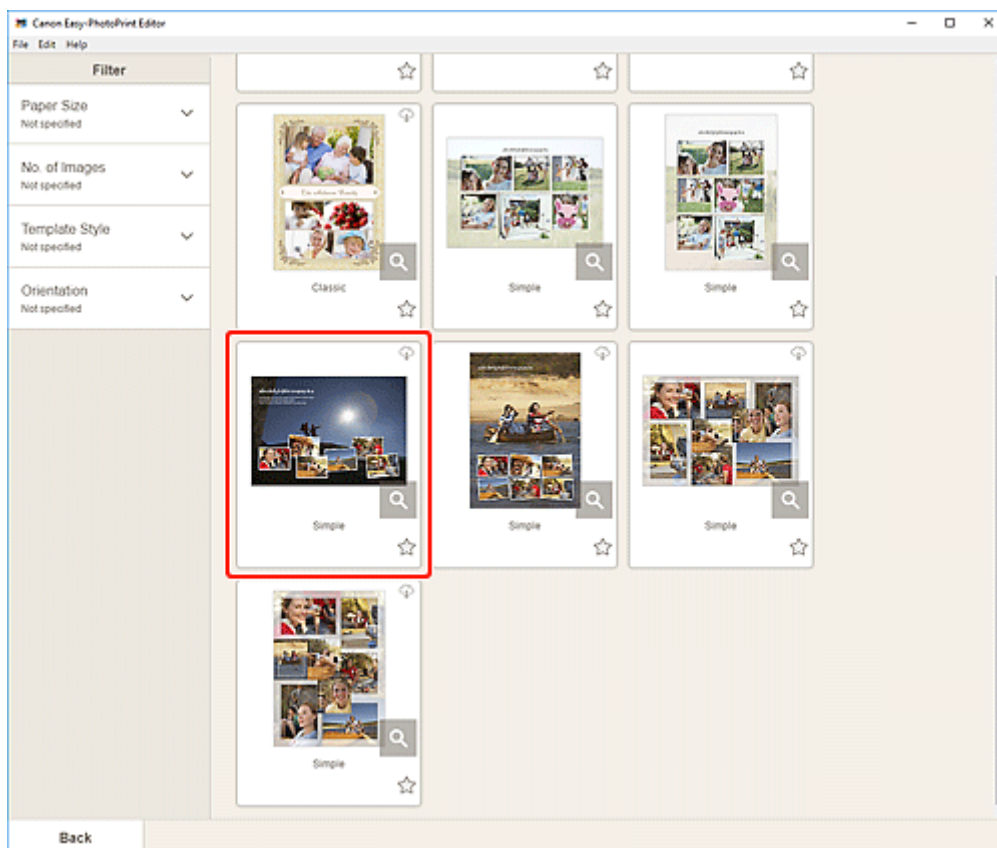 Canon Easy-PhotoPrint Editor
File Edit Help
Filter
Paper Size
Not specified
No. of Images
Not specified
Template Style
Not specified
Orientation
Not specified
Classic
Simple
Simple
Simple
Simple
Simple
Simple
Back